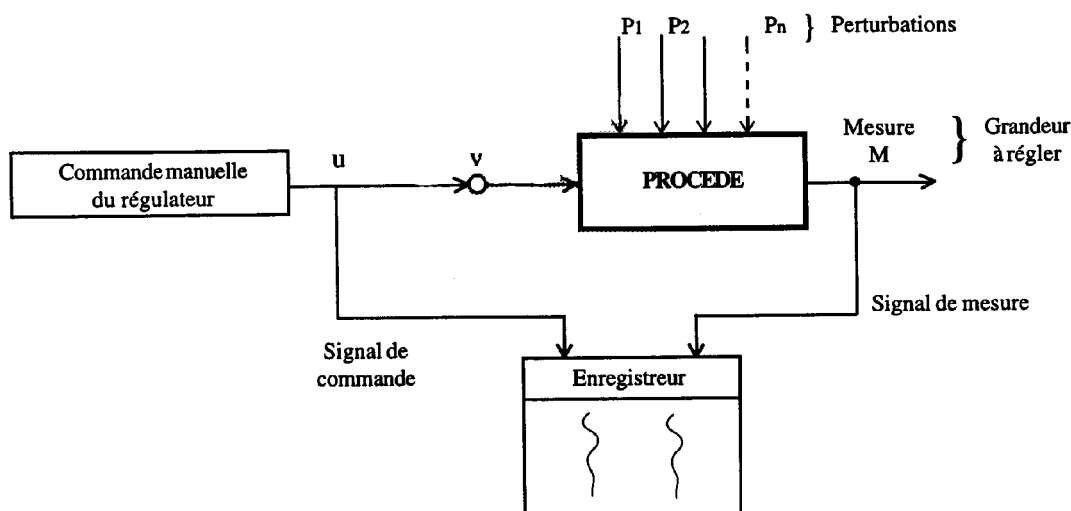 P1 P2 Pn } Perturbations
Mesure
M
} Grandeur
à régler
Commande manuelle
du régulateur
u
v
PROCEDE
Signal de mesure
Signal de
commande
Enregistreur